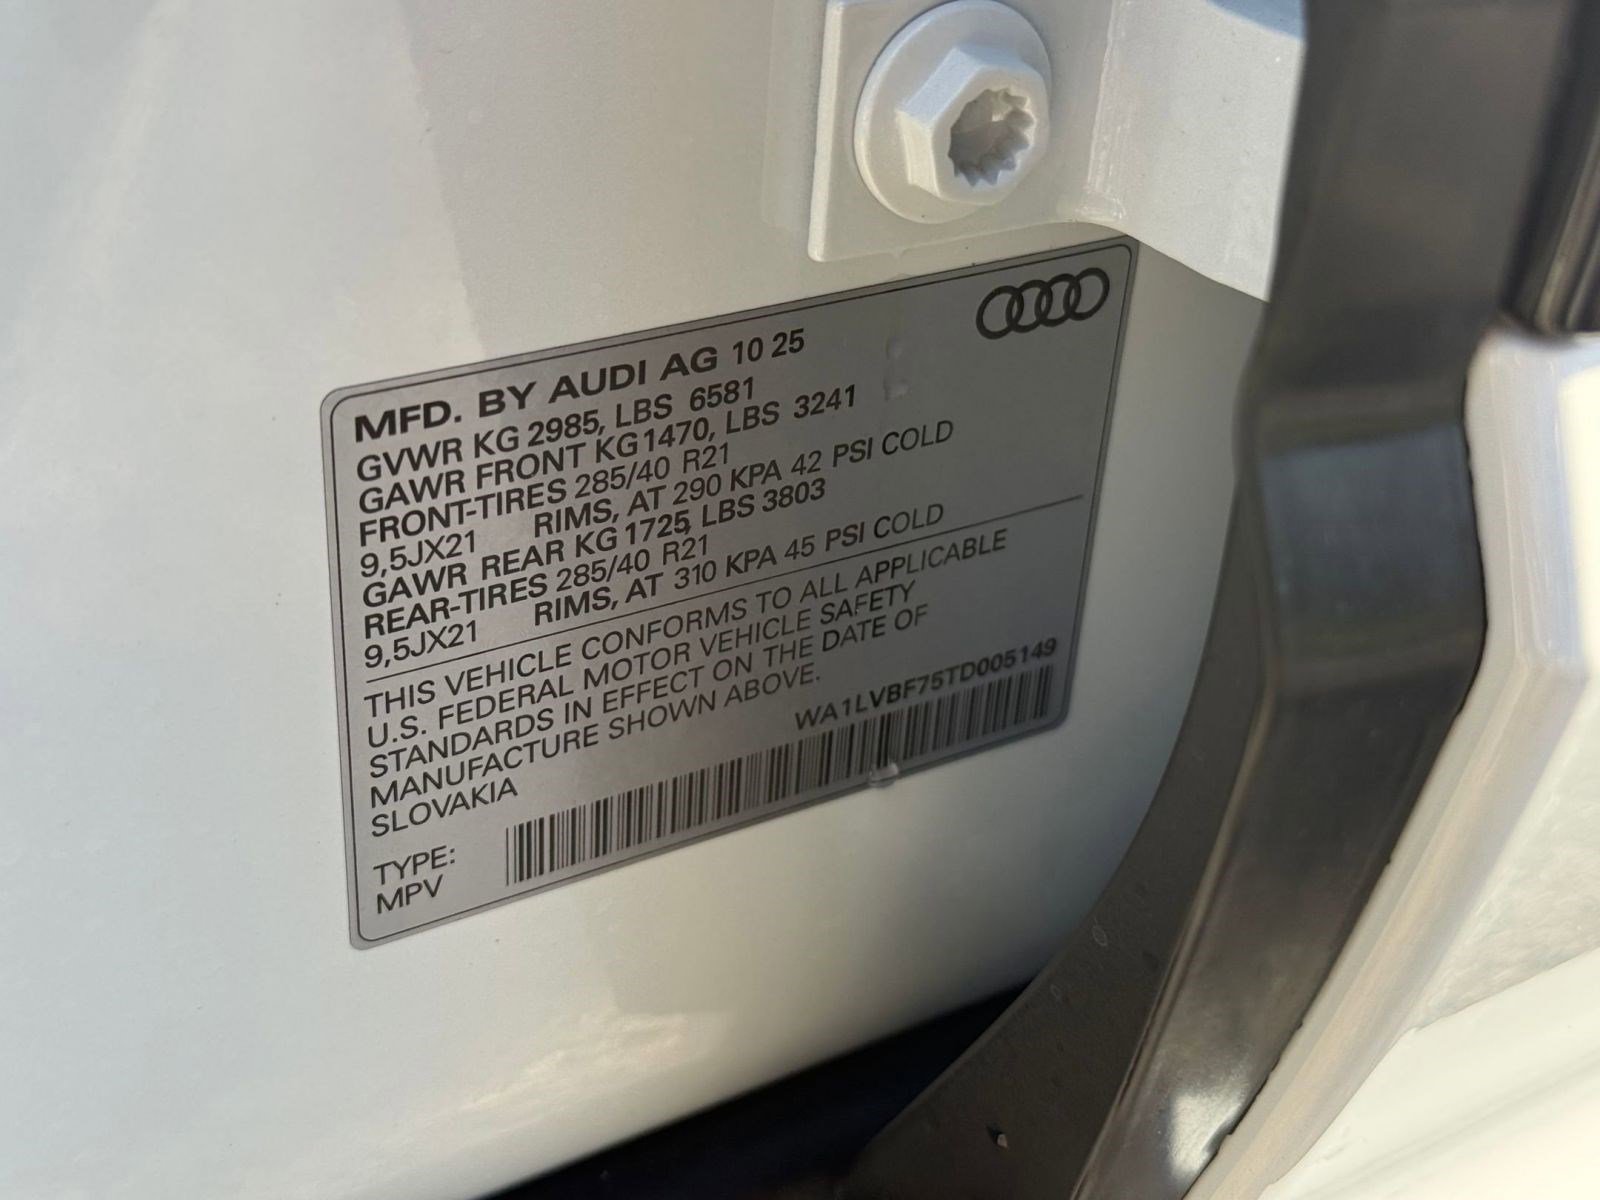 MFD. BY AUDI AG 10 25
GVWR KG 2985, LBS 6581
GAWR FRONT KG 1470, LBS 3241
FRONT-TIRES 285/40 R21
9,5JX21 RIMS, AT 290 KPA 42 PSI COLD
GAWR REAR KG 1725, LBS 3803
REAR-TIRES 285/40 R21
9,5JX21 RIMS, AT 310 KPA 45 PSI COLD
THIS VEHICLE CONFORMS TO ALL APPLICABLE
U.S. FEDERAL MOTOR VEHICLE SAFETY
STANDARDS IN EFFECT ON THE DATE OF
MANUFACTURE SHOWN ABOVE.
SLOVAKIA
WA1LVBF75TD005149
TYPE:
MPV